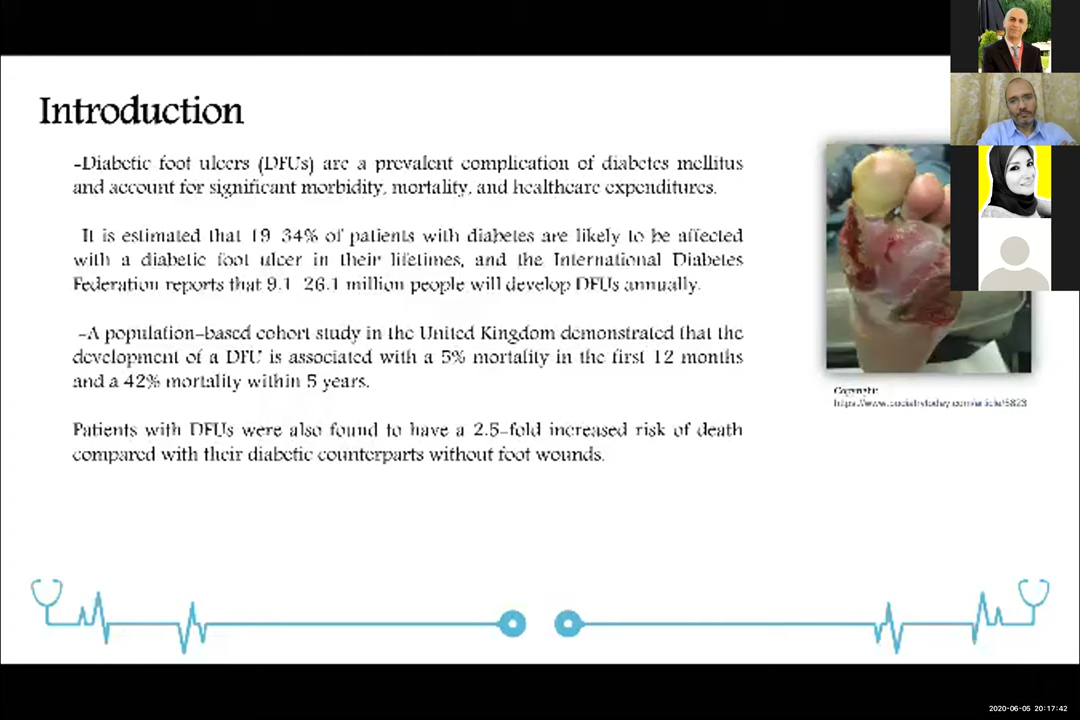 Introduction
-Diabetic foot ulcers (DFUs) are a prevalent complication of diabetes mellitus
and account for significant morbidity, mortality, and healthcare expenditures.
It is estimated that 19 34% of patients with diabetes are likely to be affected
with a diabetic foot ulcer in their lifetimes, and the International Diabetes
Federation reports that 9.1 26.1 million people will develop DFUs annually.
-A population-based cohort study in the United Kingdom demonstrated that the
development of a DFU is associated with a 5% mortality in the first 12 months
and a 42% mortality within 5 years.
Patients with DFUs were also found to have a 2.5-fold increased risk of death
compared with their diabetic counterparts without foot wounds.
Copyright:
https://www.podiatrytoday.com/article/5823
2020-06-05 20:17:42